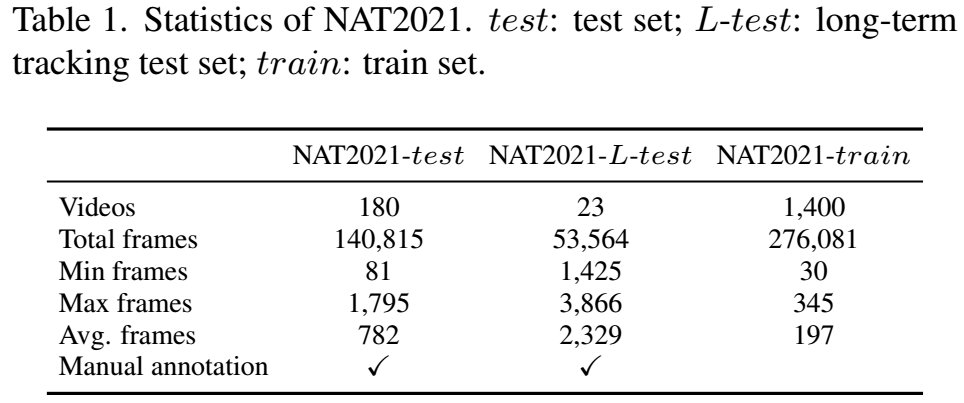 Table 1. Statistics of NAT2021. test: test set; L-test: long-term
tracking test set; train: train set.
NAT2021-test NAT2021-L-test NAT2021-train
Videos 180 23 1,400
Total frames 140,815 53,564 276,081
Min frames 81 1,425 30
Max frames 1,795 3,866 345
Avg. frames 782 2,329 197
Manual annotation ✓ ✓